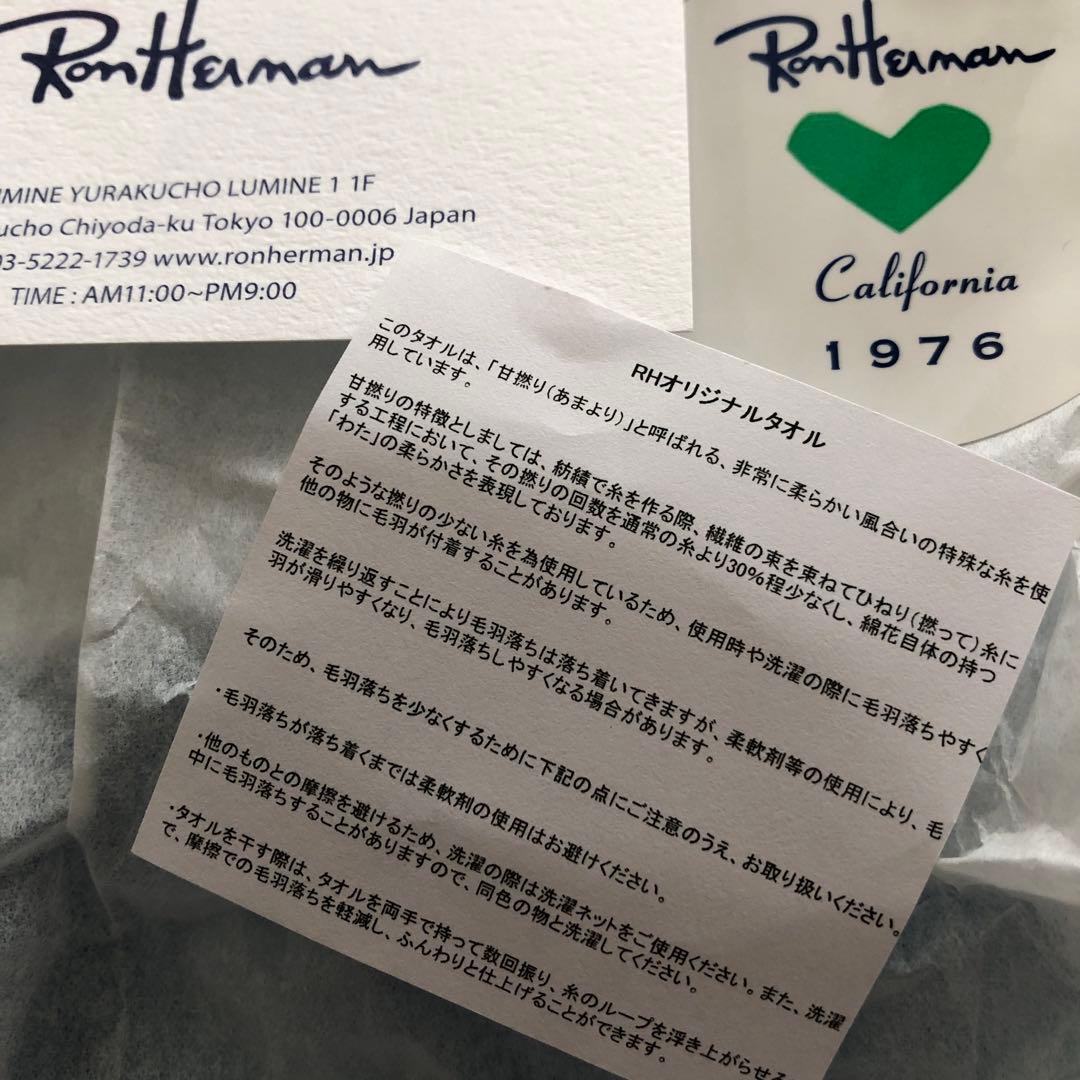 RonHerman
MINE YURAKUCHO LUMINE 1 1F
ucho Chiyoda-ku Tokyo 100-0006 Japan
03-5222-1739 www.ronherman.jp
TIME : AM11:00~PM9:00
RonHerman
California
1976
RHオリジナルタオル
このタオルは、「甘撚り(あまより)」と呼ばれる、非常に柔らかい風合いの特殊な糸を使
用しています。
甘撚りの特徴としましては、紡績で糸を作る際、繊維の束を束ねてひねり(撚って)糸に
する工程において、その撚りの回数を通常の糸より30%程少なくし、綿花自体の持つ
「わた」の柔らかさを表現しております。
そのような撚りの少ない糸を為使用しているため、使用時や洗濯の際に毛羽落ちやすく
他の物に毛羽が付着することがあります。
洗濯を繰り返すことにより毛羽落ちは落ち着いてきますが、柔軟剤等の使用により、毛
羽が滑りやすくなり、毛羽落ちしやすくなる場合があります。
そのため、毛羽落ちを少なくするために下記の点にご注意のうえ、お取り扱いください。
・毛羽落ちが落ち着くまでは柔軟剤の使用はお避けください。
・他のものとの摩擦を避けるため、洗濯の際は洗濯ネットをご使用ください。また、洗濯
中に毛羽落ちすることがありますので、同色の物と洗濯してください。
・タオルを干す際は、タオルを両手で持って数回振り、糸のループを浮き上がらせる
で、摩擦での毛羽落ちを軽減し、ふんわりと仕上げることができます。